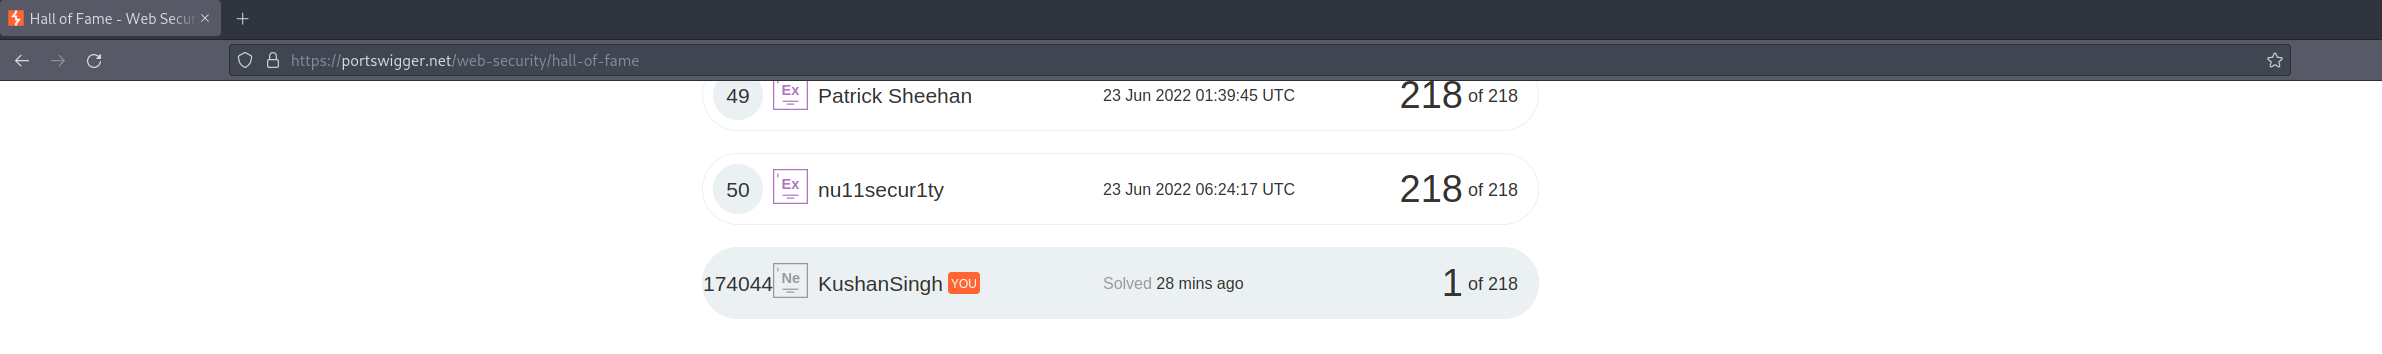 Hall of Fame - Web Secur
https://portswigger.net/web-security/hall-of-fame
49 Ex Patrick Sheehan 23 Jun 2022 01:39:45 UTC 218 of 218
50 Ex nu11secur1ty 23 Jun 2022 06:24:17 UTC 218 of 218
174044 Ne KushanSingh YOU Solved 28 mins ago 1 of 218